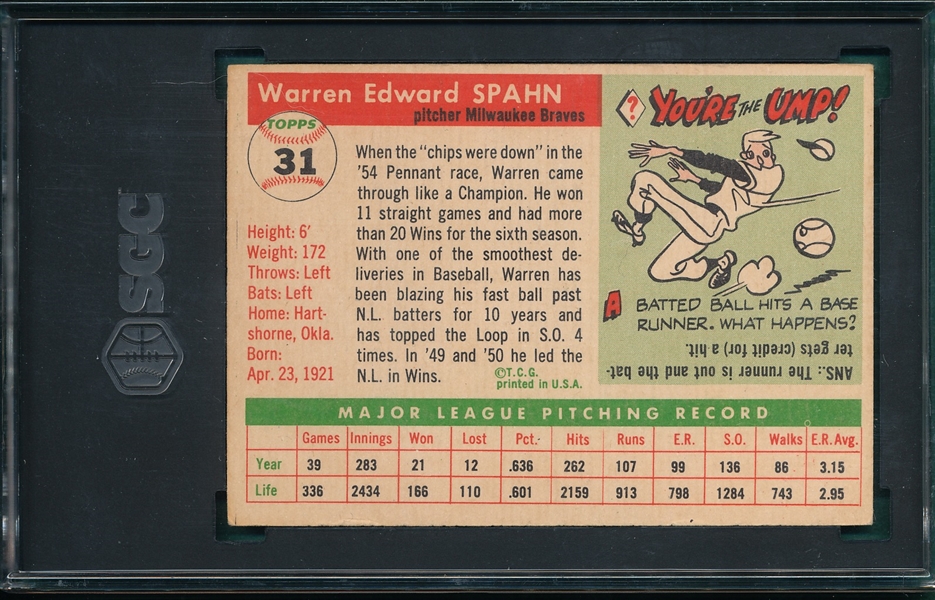 SGC
Warren Edward SPAHN
pitcher Milwaukee Braves
TOPPS
31
Height: 6′
Weight: 172
Throws: Left
Bats: Left
Home: Hart-
shorne, Okla.
Born:
Apr. 23, 1921
When the "chips were down" in the
'54 Pennant race, Warren came
through like a Champion. He won
11 straight games and had more
than 20 Wins for the sixth season.
With one of the smoothest de-
liveries in Baseball, Warren has
been blazing his fast ball past
N.L. batters for 10 years and
has topped the Loop in S.O. 4
times. In '49 and '50 he led the
N.L. in Wins.
©T.C.G.
printed in U.S.A.
? YOU'RE THE UMP!
A BATTED BALL HITS A BASE
RUNNER. WHAT HAPPENS?
ANS.: The runner is out and the bat-
ter gets (credit for) a hit.
MAJOR LEAGUE PITCHING RECORD
Games Innings Won Lost Pct. Hits Runs E.R. S.O. Walks E.R.Avg.
Year 39 283 21 12 .636 262 107 99 136 86 3.15
Life 336 2434 166 110 .601 2159 913 798 1284 743 2.95